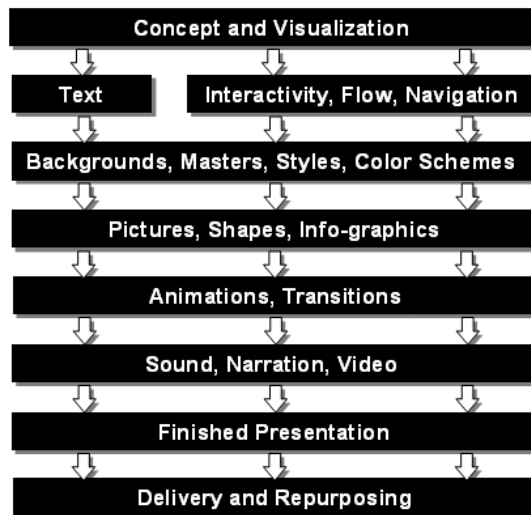 Concept and Visualization
Text
Interactivity, Flow, Navigation
Backgrounds, Masters, Styles, Color Schemes
Pictures, Shapes, Info-graphics
Animations, Transitions
Sound, Narration, Video
Finished Presentation
Delivery and Repurposing